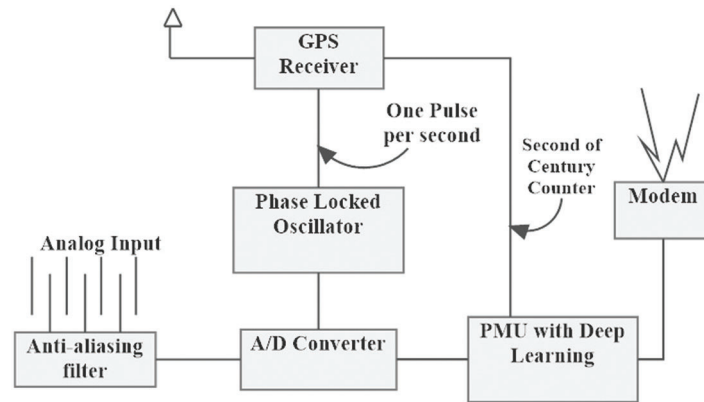 GPS
Receiver
One Pulse
per second
Second of
Century
Counter
Phase Locked
Oscillator
Modem
Analog Input
Anti-aliasing
filter
A/D Converter
PMU with Deep
Learning